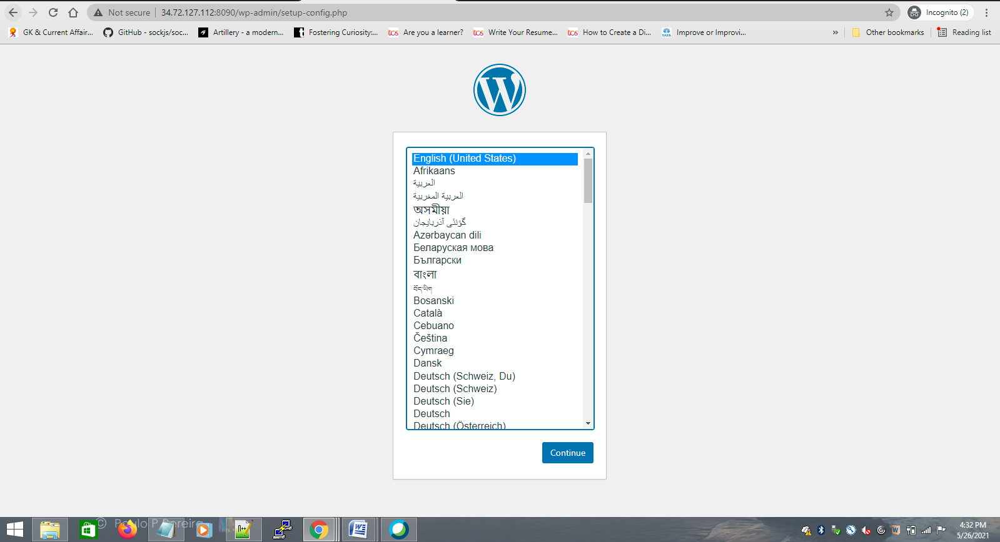 Not secure
34.72.127.112:8090/wp-admin/setup-config.php
Incognito (2)
GK & Current Affair...
GitHub - sockjs/soc...
Artillery - a modern...
Fostering Curiosity:...
Are you a learner?
Write Your Resume...
How to Create a Di...
Improve or Improvi...
»
Other bookmarks
Reading list
English (United States)
Afrikaans
العربية
العربية المغربية
অসমীয়া
گؤنئی آذربایجان
Azərbaycan dili
Беларуская мова
Български
বাংলা
བོད་ཡིག
Bosanski
Català
Cebuano
Čeština
Cymraeg
Dansk
Deutsch (Schweiz, Du)
Deutsch (Schweiz)
Deutsch (Sie)
Deutsch
Deutsch (Österreich)
Continue
© Paulo P Pereira
4:32 PM
5/26/2021